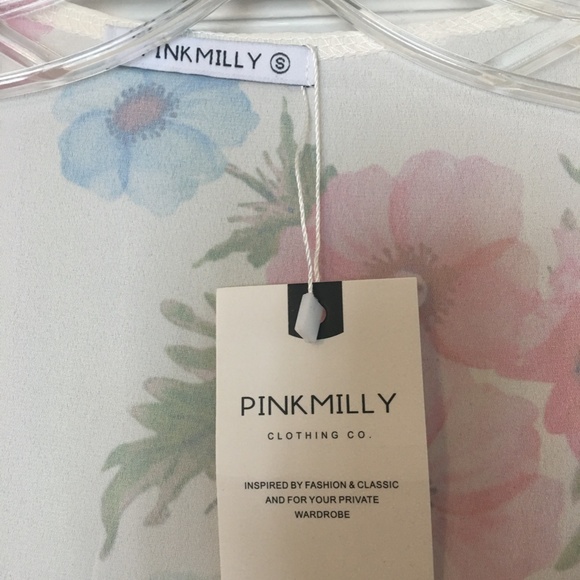 PINKMILLY S
PINKMILLY
CLOTHING CO.
INSPIRED BY FASHION & CLASSIC
AND FOR YOUR PRIVATE
WARDROBE